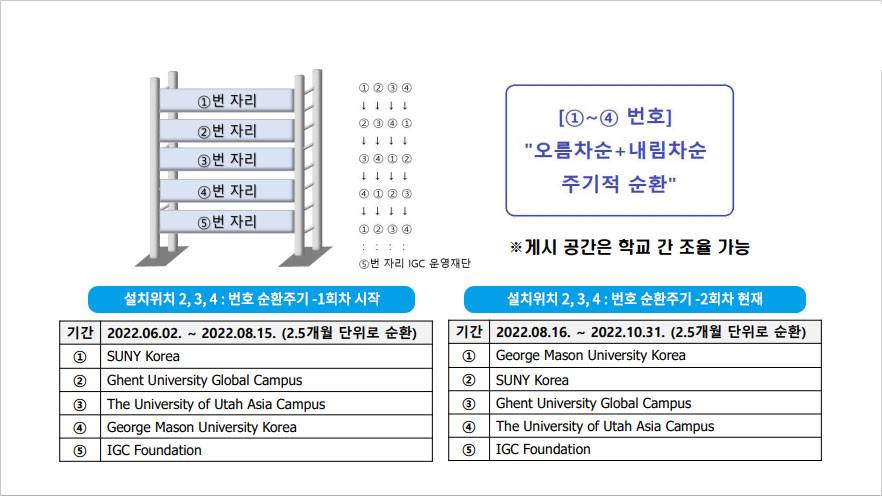 ①번 자리
②번 자리
③번 자리
④번 자리
⑤번 자리
① ② ③ ④
↓ ↓ ↓ ↓
② ③ ④ ①
↓ ↓ ↓ ↓
③ ④ ① ②
↓ ↓ ↓ ↓
④ ① ② ③
↓ ↓ ↓ ↓
① ② ③ ④
: : : :
⑤번 자리 IGC 운영재단
[①~④ 번호]
"오름차순+내림차순
주기적 순환"
※게시 공간은 학교 간 조율 가능
설치위치 2, 3, 4 : 번호 순환주기 -1회차 시작
기간 2022.06.02. ~ 2022.08.15. (2.5개월 단위로 순환)
① SUNY Korea
② Ghent University Global Campus
③ The University of Utah Asia Campus
④ George Mason University Korea
⑤ IGC Foundation
설치위치 2, 3, 4 : 번호 순환주기 -2회차 현재
기간 2022.08.16. ~ 2022.10.31. (2.5개월 단위로 순환)
① George Mason University Korea
② SUNY Korea
③ Ghent University Global Campus
④ The University of Utah Asia Campus
⑤ IGC Foundation